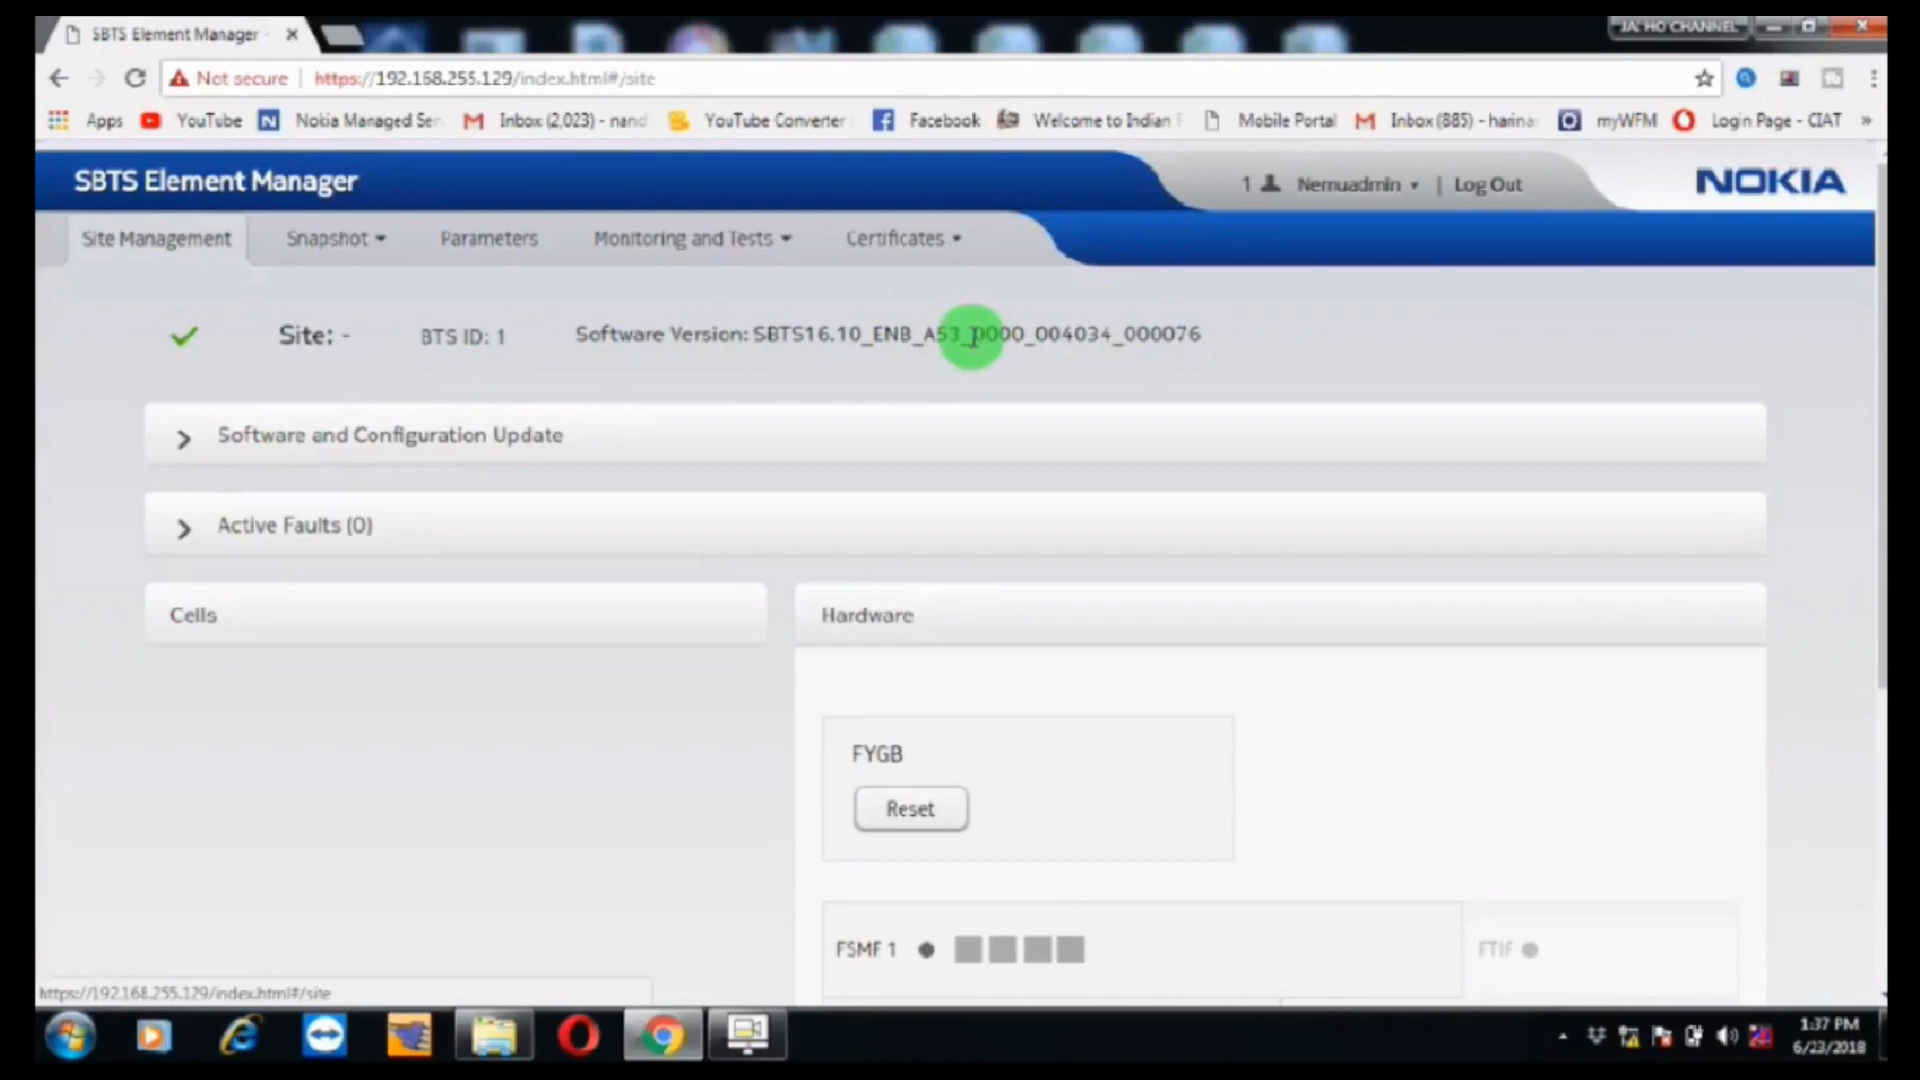 SBTS Element Manager -
JAI HO CHANNEL
Not secure | https://192.168.255.129/index.html#/site
Apps YouTube Nokia Managed Ser Inbox (2,023) - nand YouTube Converter Facebook Welcome to Indian Mobile Portal Inbox (885) - harina myWFM Login Page - CIAT »
SBTS Element Manager
1 Nemuadmin | Log Out
NOKIA
Site Management Snapshot Parameters Monitoring and Tests Certificates
Site: - BTS ID: 1 Software Version: SBTS16.10_ENB_A53_0000_004034_000076
Software and Configuration Update
Active Faults (0)
Cells
Hardware
FYGB
Reset
FSMF 1
FTIF
https://192.168.255.129/index.html#/site
1:37 PM
6/23/2018